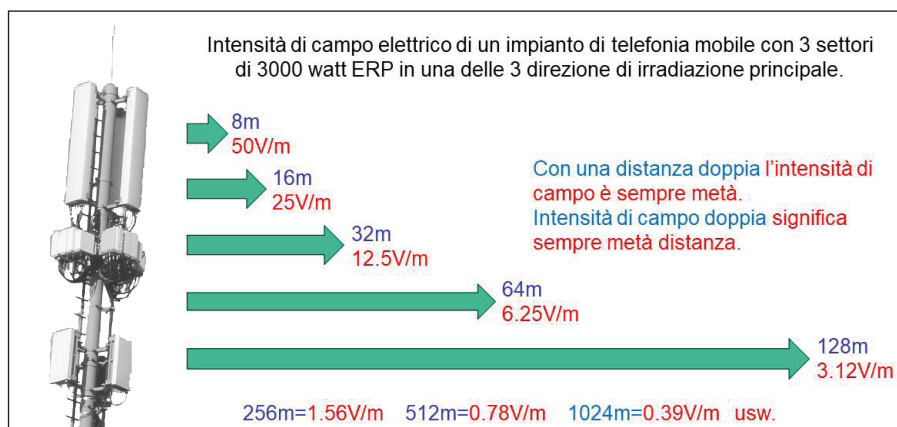 Intensità di campo elettrico di un impianto di telefonia mobile con 3 settori
di 3000 watt ERP in una delle 3 direzione di irradiazione principale.
8m
50V/m
16m
25V/m
Con una distanza doppia l'intensità di
campo è sempre metà.
Intensità di campo doppia significa
sempre metà distanza.
32m
12.5V/m
64m
6.25V/m
128m
3.12V/m
256m=1.56V/m 512m=0.78V/m 1024m=0.39V/m usw.